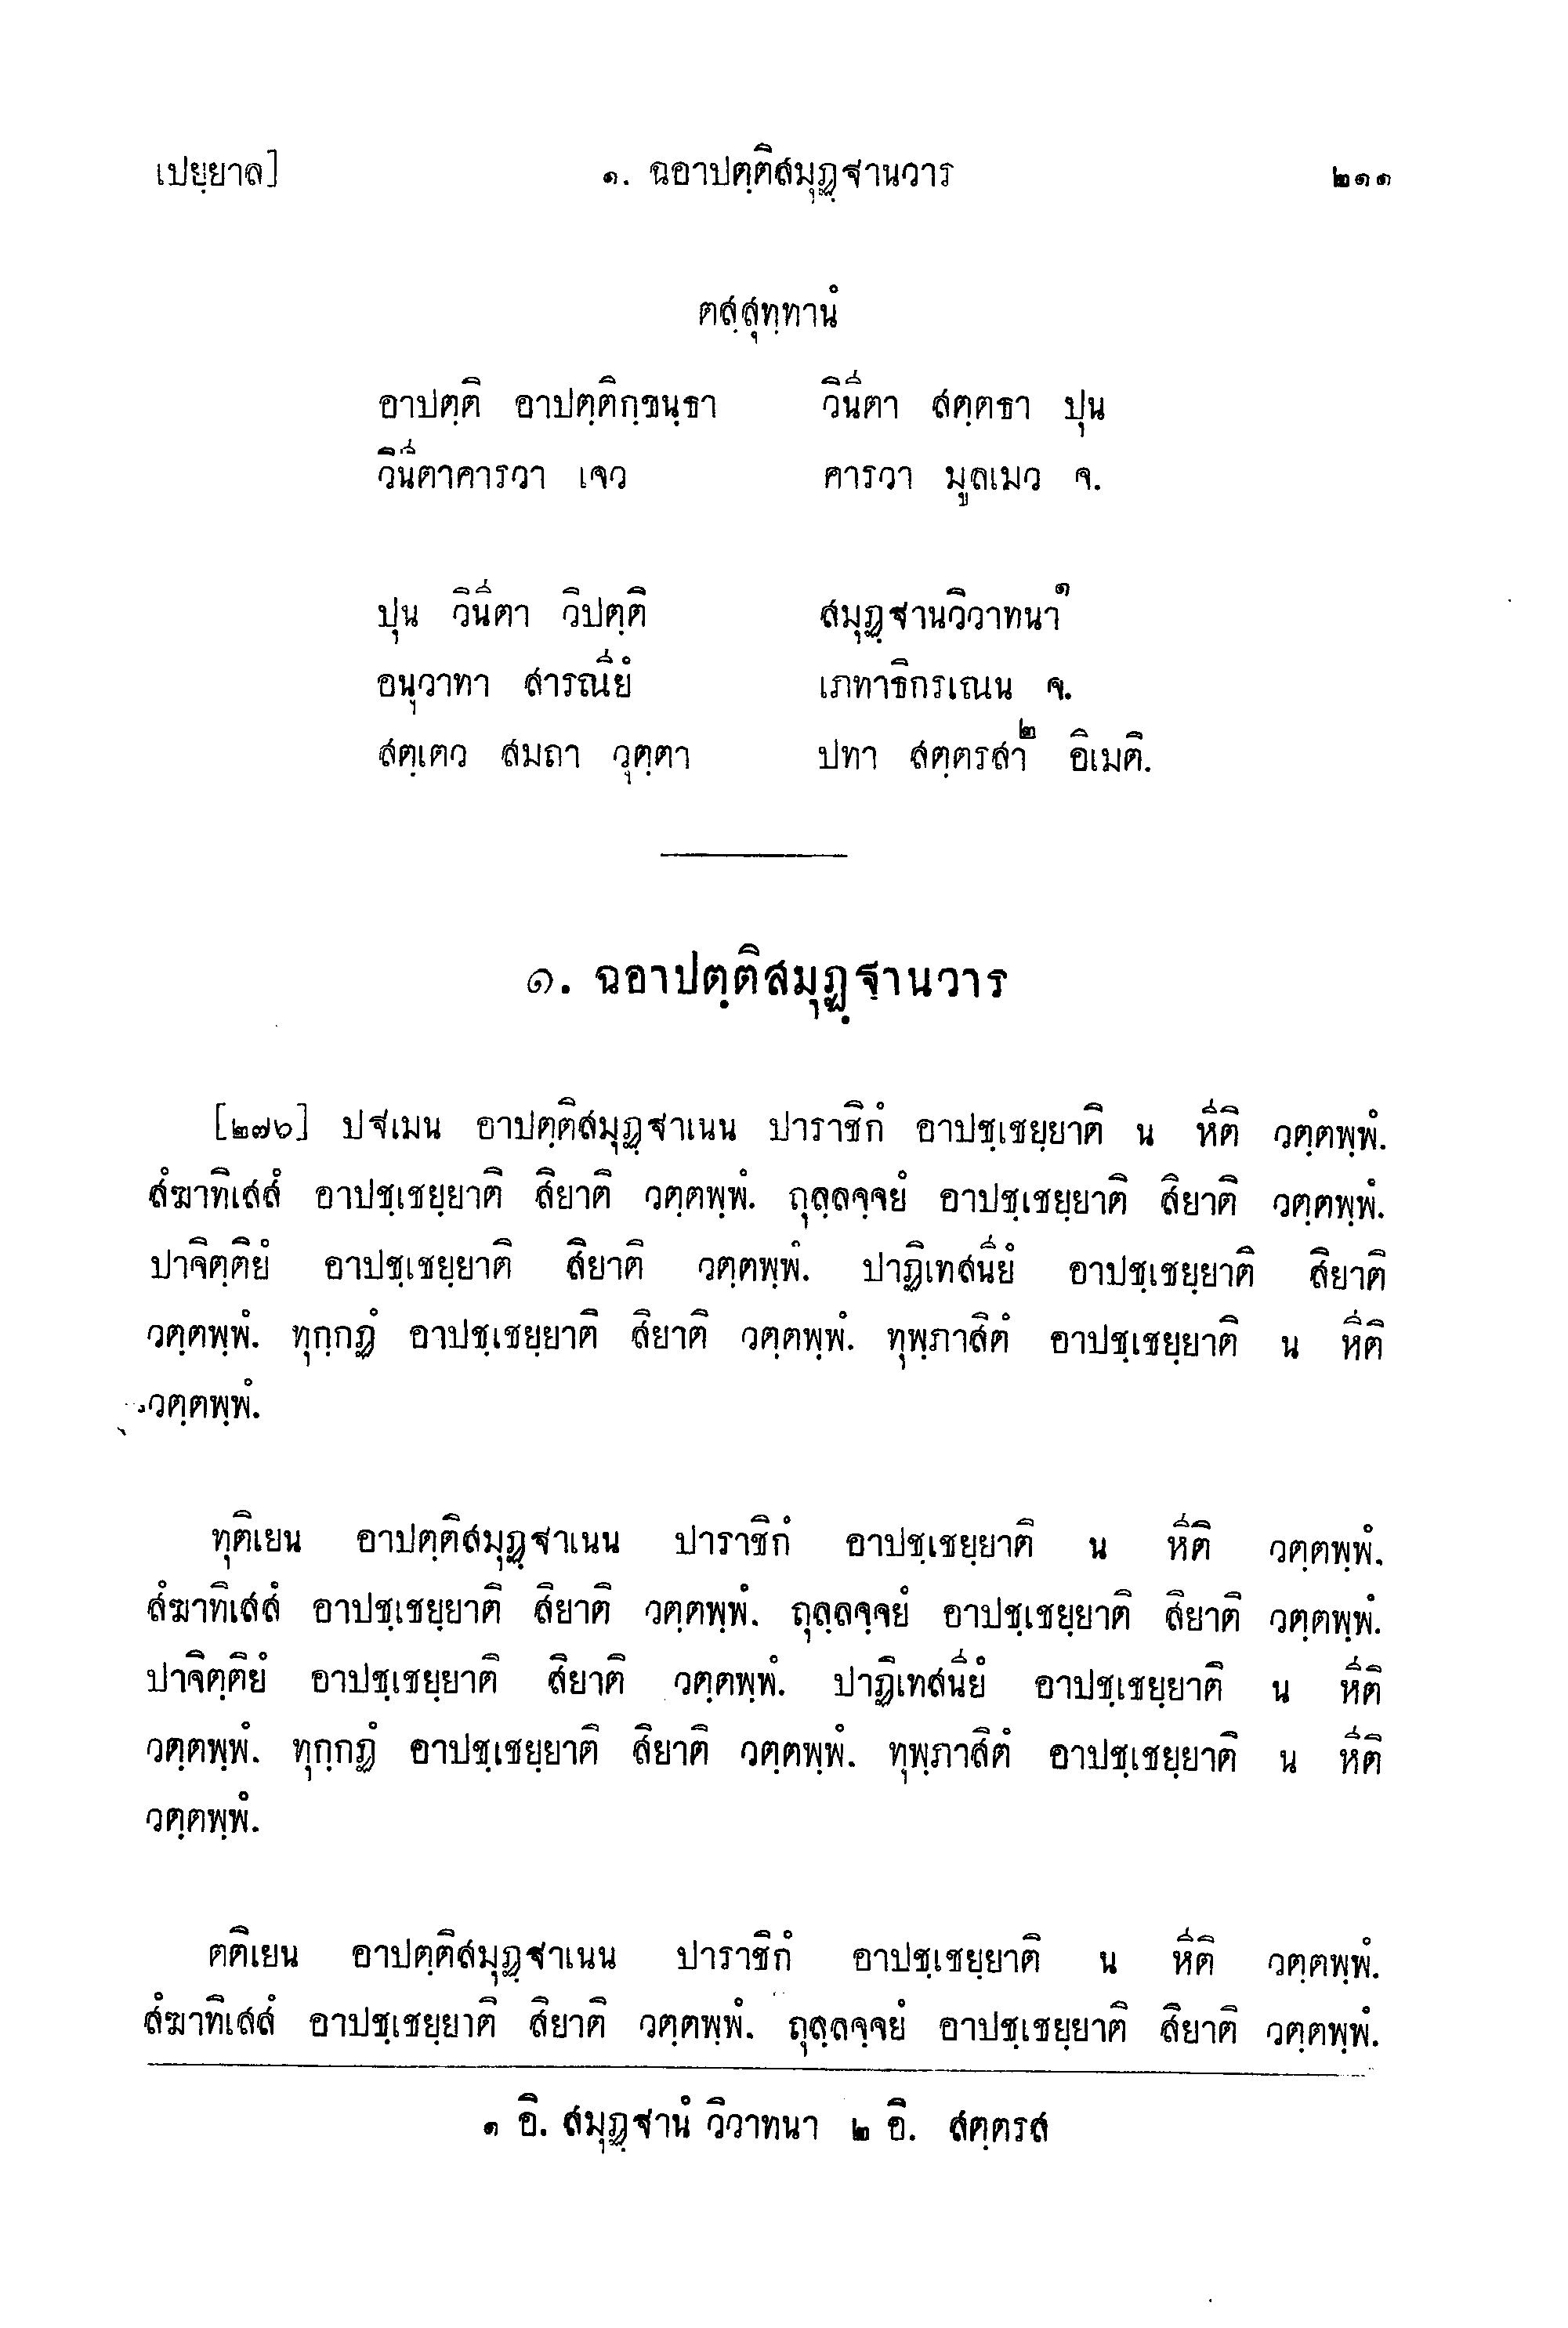 เปยฺยาล] ๑. ฉอาปตฺติสมุฏฺฐานวาร ๒๑๑
ตสฺสุทฺทานํ
อาปตฺติ อาปตฺติกฺขนฺธา วินีตา สตฺตธา ปุน
วินีตาคารวา เจว คารวา มูลเมว จ.
ปุน วินีตา วิปตฺติ สมุฏฺฐานวิวาทนา๑
อนุวาทา สารณียํ เภทาธิกรเณน จ.
สตฺเตว สมถา วุตฺตา ปทา สตฺตรสา๒ อิเมติ.
๑. ฉอาปตฺติสมุฏฺฐานวาร
[๒๗๖] ปฐเมน อาปตฺติสมุฏฺฐาเนน ปาราชิกํ อาปชฺเชยฺยาติ น หีติ วตฺตพฺพํ.
สํฆาทิเสสํ อาปชฺเชยฺยาติ สิยาติ วตฺตพฺพํ. ถุลฺลจฺจยํ อาปชฺเชยฺยาติ สิยาติ วตฺตพฺพํ.
ปาจิตฺติยํ อาปชฺเชยฺยาติ สิยาติ วตฺตพฺพํ. ปาฏิเทสนียํ อาปชฺเชยฺยาติ สิยาติ
วตฺตพฺพํ. ทุกฺกฏํ อาปชฺเชยฺยาติ สิยาติ วตฺตพฺพํ. ทุพฺภาสิตํ อาปชฺเชยฺยาติ น หีติ
วตฺตพฺพํ.
ทุติเยน อาปตฺติสมุฏฺฐาเนน ปาราชิกํ อาปชฺเชยฺยาติ น หีติ วตฺตพฺพํ.
สํฆาทิเสสํ อาปชฺเชยฺยาติ สิยาติ วตฺตพฺพํ. ถุลฺลจฺจยํ อาปชฺเชยฺยาติ สิยาติ วตฺตพฺพํ.
ปาจิตฺติยํ อาปชฺเชยฺยาติ สิยาติ วตฺตพฺพํ. ปาฏิเทสนียํ อาปชฺเชยฺยาติ น หีติ
วตฺตพฺพํ. ทุกฺกฏํ อาปชฺเชยฺยาติ สิยาติ วตฺตพฺพํ. ทุพฺภาสิตํ อาปชฺเชยฺยาติ น หีติ
วตฺตพฺพํ.
ตติเยน อาปตฺติสมุฏฺฐาเนน ปาราชิกํ อาปชฺเชยฺยาติ น หีติ วตฺตพฺพํ.
สํฆาทิเสสํ อาปชฺเชยฺยาติ สิยาติ วตฺตพฺพํ. ถุลฺลจฺจยํ อาปชฺเชยฺยาติ สิยาติ วตฺตพฺพํ.
๑ อิ. สมุฏฺฐานํ วิวาทนา ๒ อิ. สตฺตรส